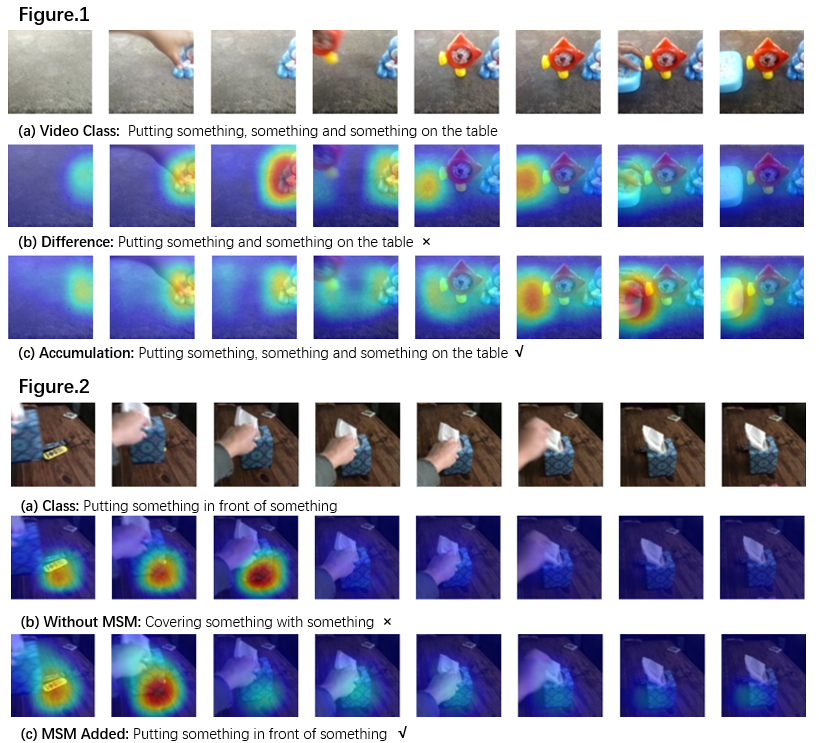 Figure.1
(a) Video Class: Putting something, something and something on the table
(b) Difference: Putting something and something on the table ×
(c) Accumulation: Putting something, something and something on the table √
Figure.2
(a) Class: Putting something in front of something
(b) Without MSM: Covering something with something ×
(c) MSM Added: Putting something in front of something √